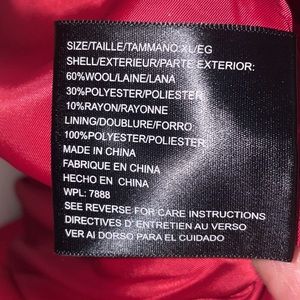 SIZE/TAILLE/TAMMANO:XL/EG
SHELL/EXTERIEUR/PARTE EXTERIOR:
60%WOOL/LAINE/LANA
30%POLYESTER/POLIESTER
10%RAYON/RAYONNE
LINING/DOUBLURE/FORRO:
100%POLYESTER/POLIESTER
MADE IN CHINA
FABRIQUE EN CHINA
HECHO EN CHINA
WPL: 7888
SEE REVERSE FOR CARE INSTRUCTIONS
DIRECTIVES D'ENTRETIEN AU VERSO
VER AI DORSO PARA EL CUIDADO